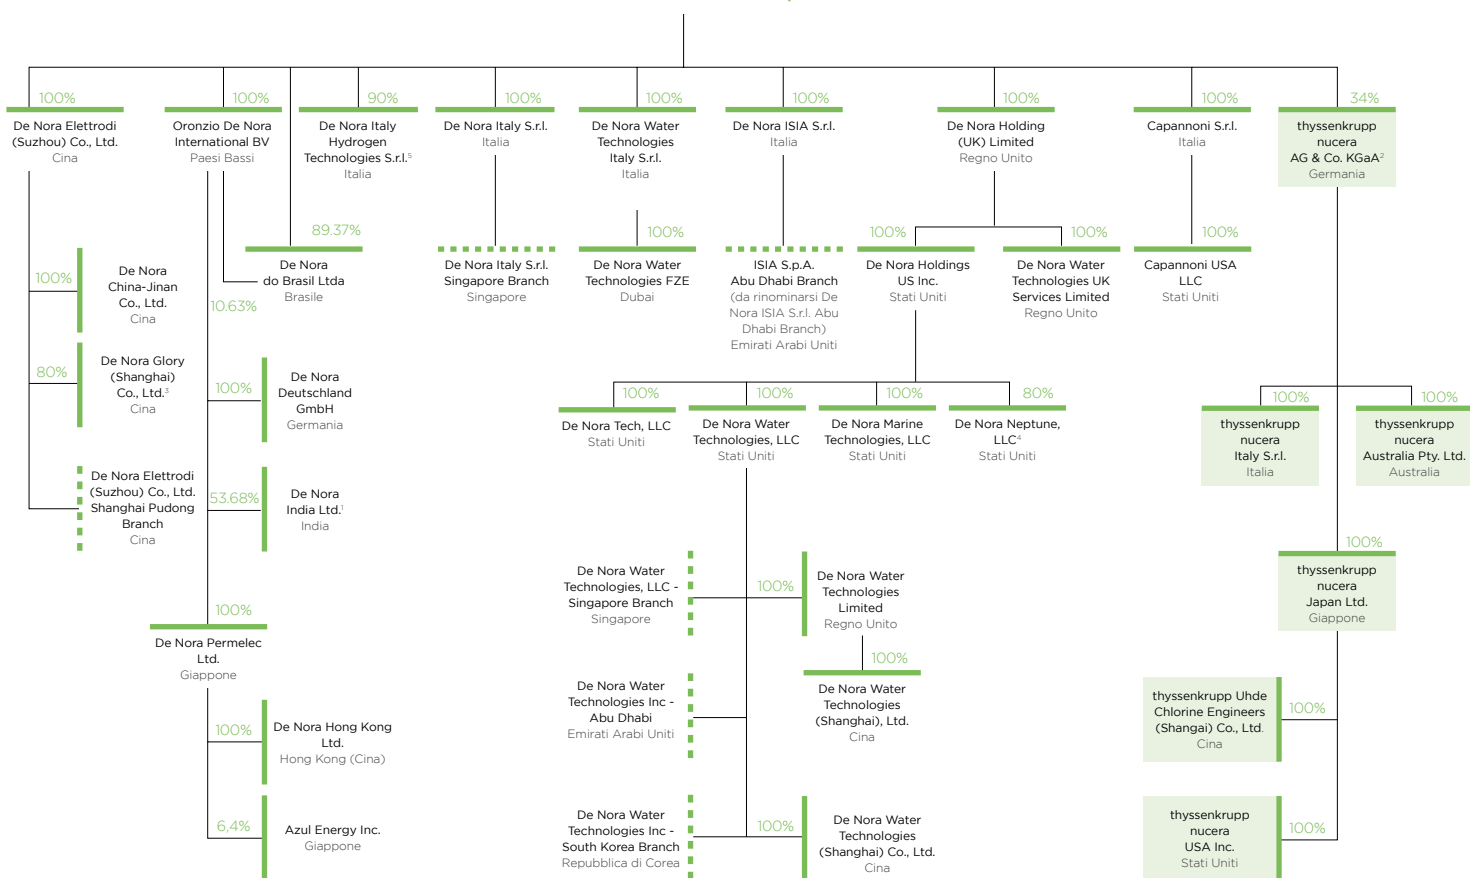 100%
De Nora Elettrodi
(Suzhou) Co., Ltd.
Cina
100%
Oronzio De Nora
International BV
Paesi Bassi
90%
De Nora Italy
Hydrogen
Technologies S.r.l.⁵
Italia
100%
De Nora Italy S.r.l.
Italia
100%
De Nora Water
Technologies
Italy S.r.l.
Italia
100%
De Nora ISIA S.r.l.
Italia
100%
De Nora Holding
(UK) Limited
Regno Unito
100%
Capannoni S.r.l.
Italia
34%
thyssenkrupp
nucera
AG & Co. KGaA²
Germania
100%
De Nora
China-Jinan
Co., Ltd.
Cina
80%
De Nora Glory
(Shanghai)
Co., Ltd.³
Cina
De Nora Elettrodi
(Suzhou) Co., Ltd.
Shanghai Pudong
Branch
Cina
89.37%
De Nora
do Brasil Ltda
Brasile
10.63%
100%
De Nora
Deutschland
GmbH
Germania
53.68%
De Nora
India Ltd.¹
India
100%
De Nora Permelec
Ltd.
Giappone
100%
De Nora Hong Kong
Ltd.
Hong Kong (Cina)
6,4%
Azul Energy Inc.
Giappone
De Nora Italy S.r.l.
Singapore Branch
Singapore
100%
De Nora Water
Technologies FZE
Dubai
ISIA S.p.A.
Abu Dhabi Branch
(da rinominarsi De
Nora ISIA S.r.l. Abu
Dhabi Branch)
Emirati Arabi Uniti
100%
De Nora Holdings
US Inc.
Stati Uniti
100%
De Nora Water
Technologies UK
Services Limited
Regno Unito
100%
Capannoni USA
LLC
Stati Uniti
100%
De Nora Tech, LLC
Stati Uniti
100%
De Nora Water
Technologies, LLC
Stati Uniti
100%
De Nora Marine
Technologies, LLC
Stati Uniti
80%
De Nora Neptune,
LLC⁴
Stati Uniti
De Nora Water
Technologies, LLC -
Singapore Branch
Singapore
100%
De Nora Water
Technologies
Limited
Regno Unito
100%
De Nora Water
Technologies
(Shanghai), Ltd.
Cina
De Nora Water
Technologies Inc -
Abu Dhabi
Emirati Arabi Uniti
De Nora Water
Technologies Inc -
South Korea Branch
Repubblica di Corea
100%
De Nora Water
Technologies
(Shanghai) Co., Ltd.
Cina
100%
thyssenkrupp
nucera
Italy S.r.l.
Italia
100%
thyssenkrupp
nucera
Australia Pty. Ltd.
Australia
100%
thyssenkrupp
nucera
Japan Ltd.
Giappone
thyssenkrupp Uhde
Chlorine Engineers
(Shangai) Co., Ltd.
Cina
100%
thyssenkrupp
nucera
USA Inc.
Stati Uniti
100%